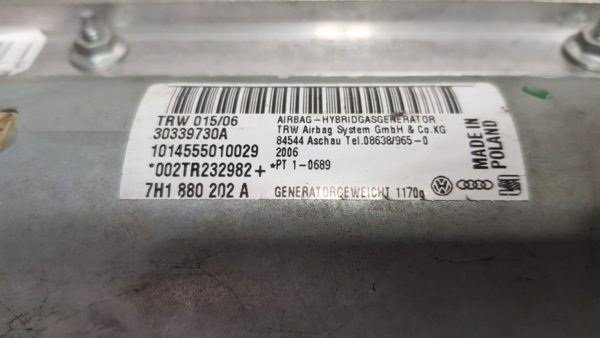 TRW 015/06
30339730A
1014555010029
*002TR232982+
7H1 880 202 A
AIRBAG-HYBRIDGASGENERATOR
TRW Airbag System GmbH & Co.KG
84544 Aschau Tel.08638/965-0
2006
*PT 1-0689
GENERATORGEWICHT 1170g
MADE IN
POLAND